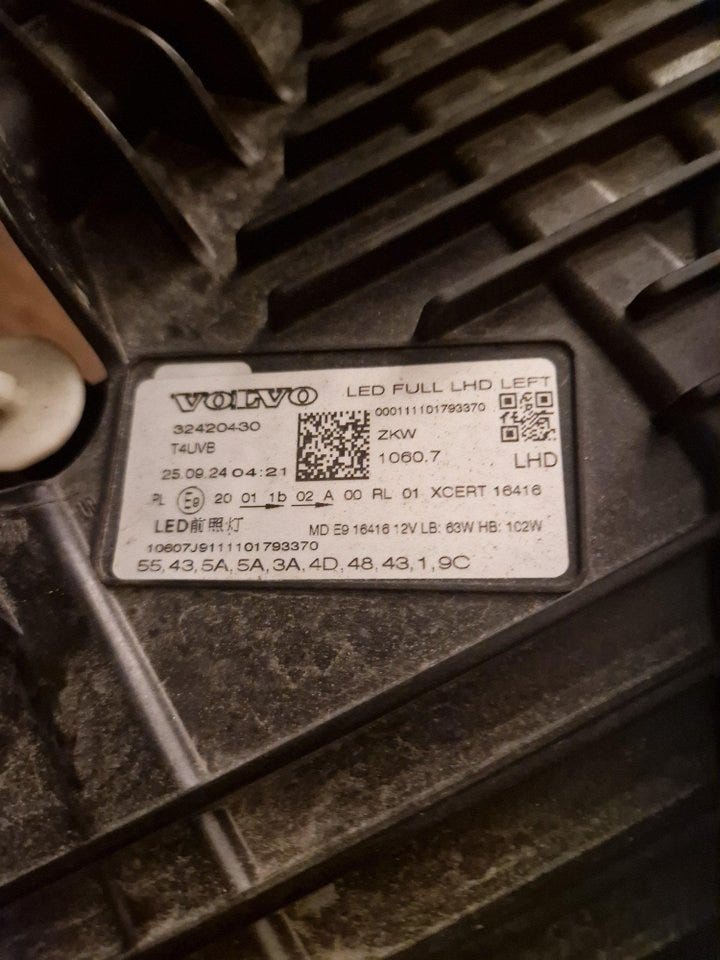 VOLVO LED FULL LHD LEFT
32420430 000111101793370
T4UVB ZKW
25.09.24 04:21 1060.7 LHD
PL E9 20 01 1b 02 A 00 RL 01 XCERT 16416
LED前照灯 MD E9 16416 12V LB: 63W HB: 102W
10607J9111101793370
55,43,5A,5A,3A,4D,48,43,1,9C